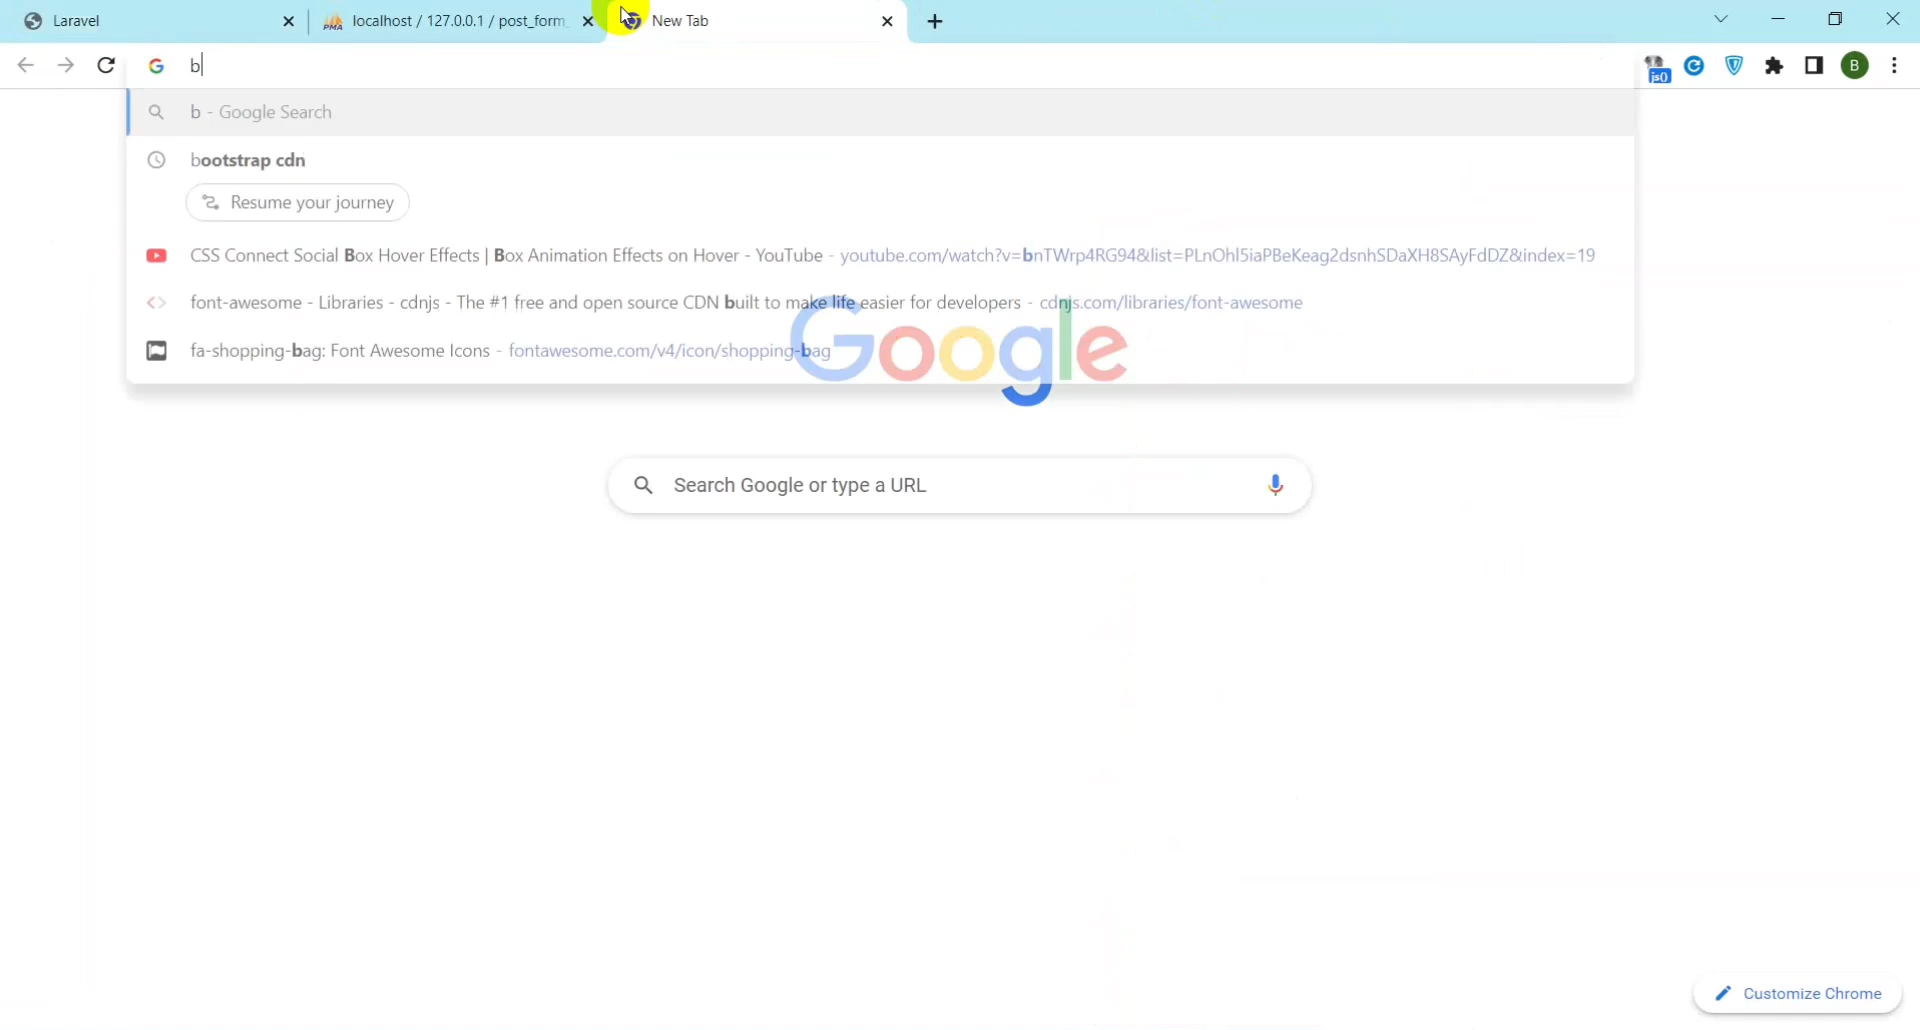 Laravel
PMA localhost / 127.0.0.1 / post_form_
New Tab
b
js()
B
b - Google Search
bootstrap cdn
Resume your journey
CSS Connect Social Box Hover Effects | Box Animation Effects on Hover - YouTube - youtube.com/watch?v=bnTWrp4RG94&list=PLnOhl5iaPBeKeag2dsnhSDaXH8SAyFdDZ&index=19
font-awesome - Libraries - cdnjs - The #1 free and open source CDN built to make life easier for developers - cdnjs.com/libraries/font-awesome
fa-shopping-bag: Font Awesome Icons - fontawesome.com/v4/icon/shopping-bag
Google
Search Google or type a URL
Customize Chrome